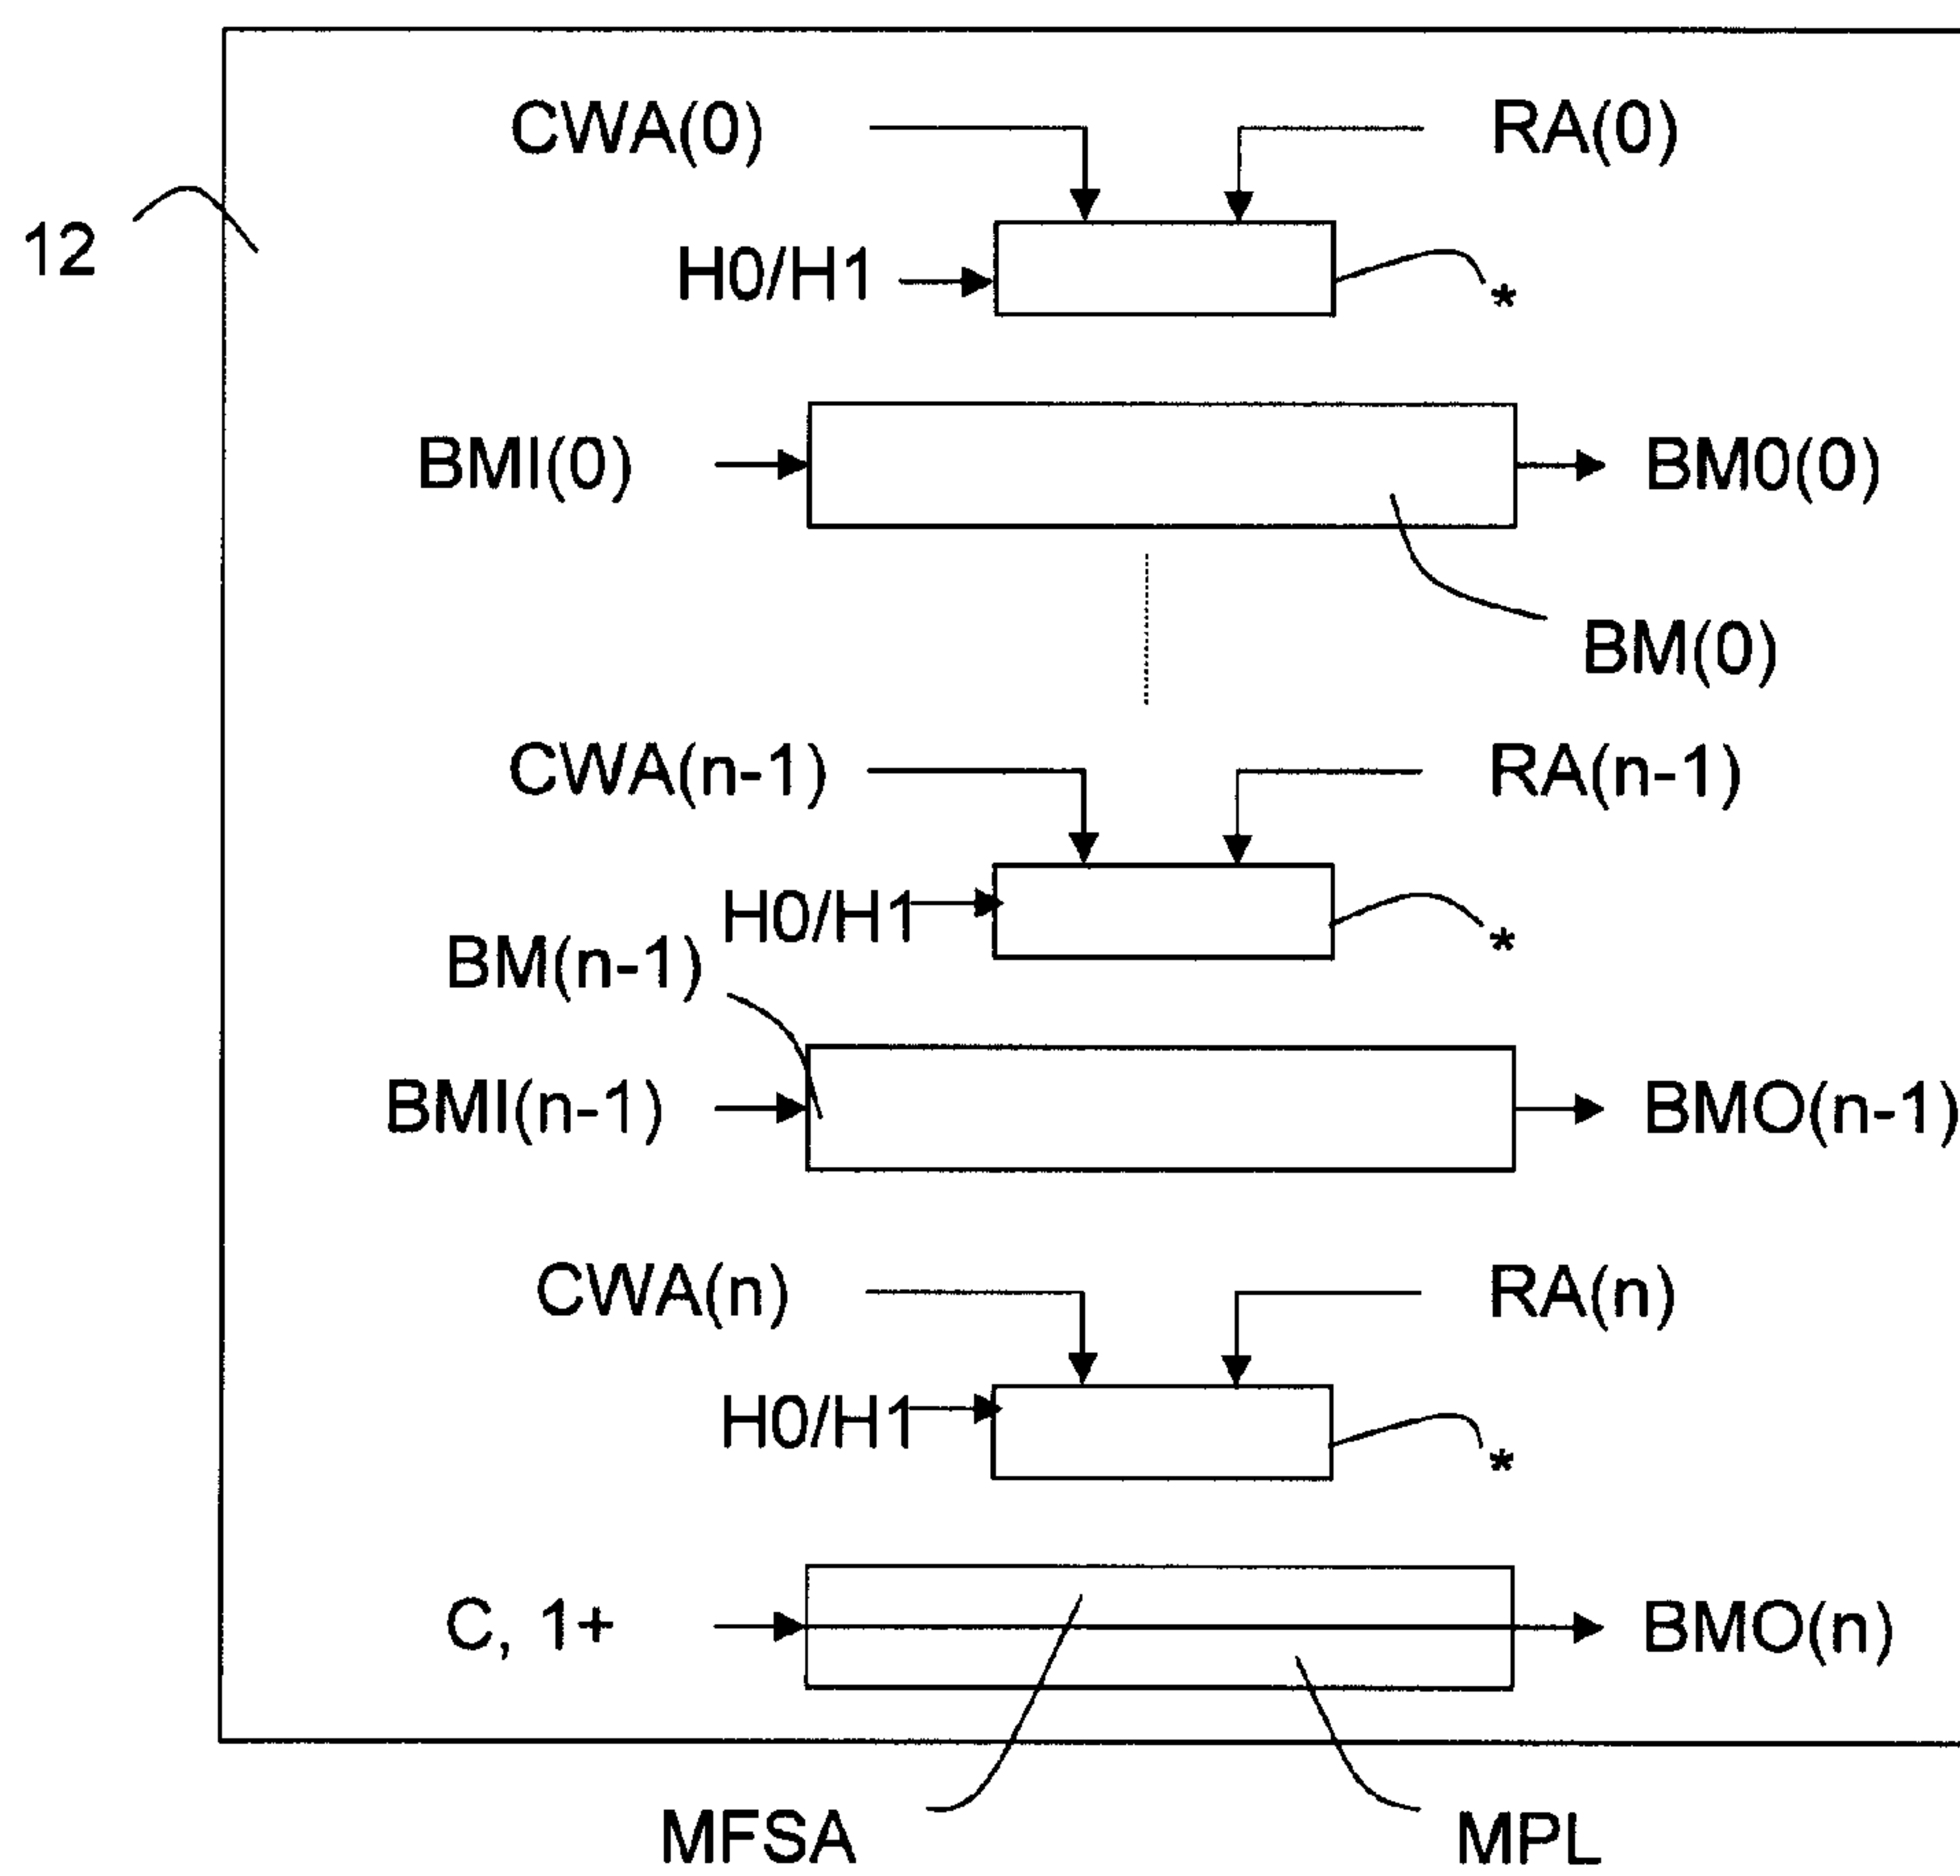 CWA(0) RA(0)
12
H0/H1
*
BMI(0) BM0(0)
BM(0)
CWA(n-1) RA(n-1)
H0/H1
*
BM(n-1)
BMI(n-1) BMO(n-1)
CWA(n) RA(n)
H0/H1
*
C, 1+ BMO(n)
MFSA MPL